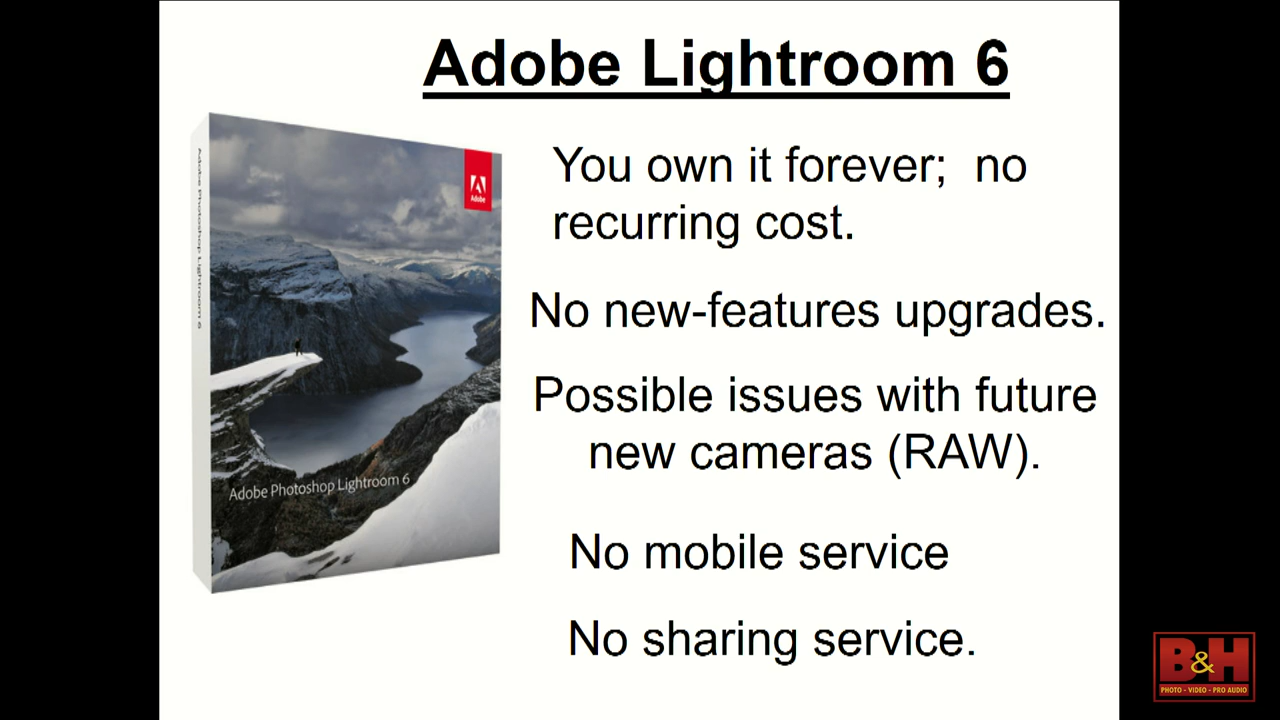 Adobe Lightroom 6
Adobe Photoshop Lightroom 6
Adobe
Adobe Photoshop Lightroom 6
You own it forever;  no
recurring cost.
No new-features upgrades.
Possible issues with future
new cameras (RAW).
No mobile service
No sharing service.
B&H
PHOTO - VIDEO - PRO AUDIO